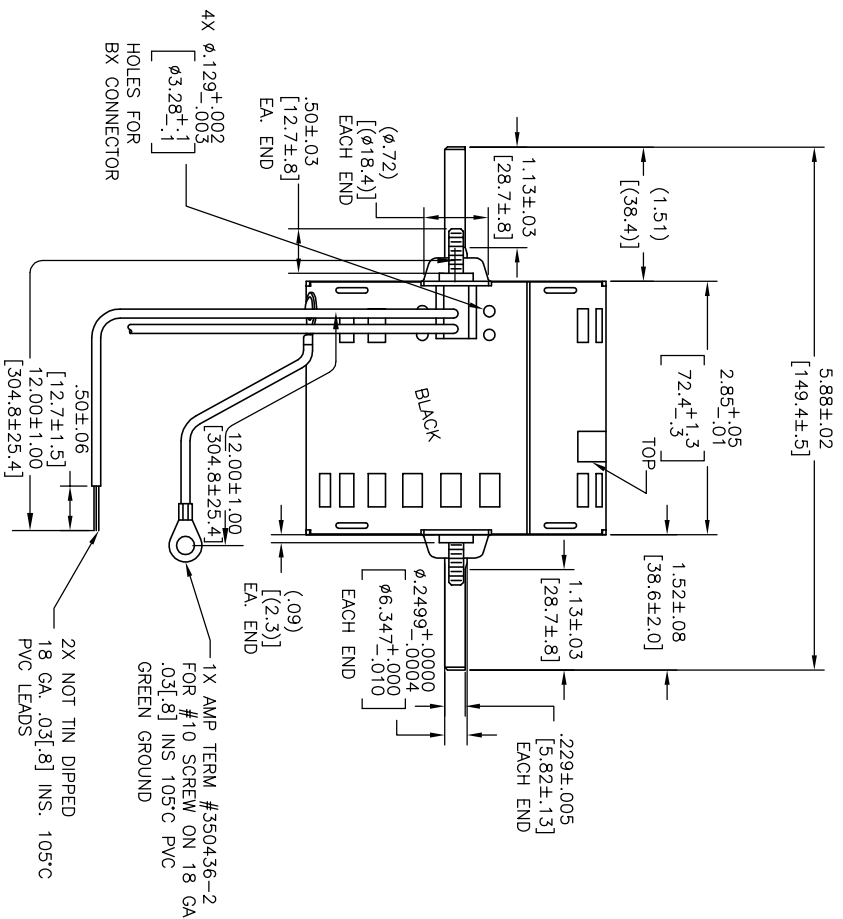 5.88±.02
[149.4±.5]
(1.51)
[(38.4)]
2.85+.05
-.01
[72.4+1.3
-.3]
1.52±.08
[38.6±2.0]
1.13±.03
[28.7±.8]
1.13±.03
[28.7±.8]
.229±.005
[5.82±.13]
EACH END
TOP
(ø.72)
[(ø18.4)]
EACH END
.50±.03
[12.7±.8]
EA. END
4X ø.129+.002
-.003
[ø3.28+.1
-.1]
HOLES FOR
BX CONNECTOR
BLACK
ø.2499+.0000
-.0004
[ø6.347+.000
-.010]
EACH END
(.09)
[(2.3)]
EA. END
12.00±1.00
[304.8±25.4]
.50±.06
[12.7±1.5]
12.00±1.00
[304.8±25.4]
1X AMP TERM #350436-2
FOR #10 SCREW ON 18 GA
.03[.8] INS 105°C PVC
GREEN GROUND
2X NOT TIN DIPPED
18 GA. .03[.8] INS. 105°C
PVC LEADS